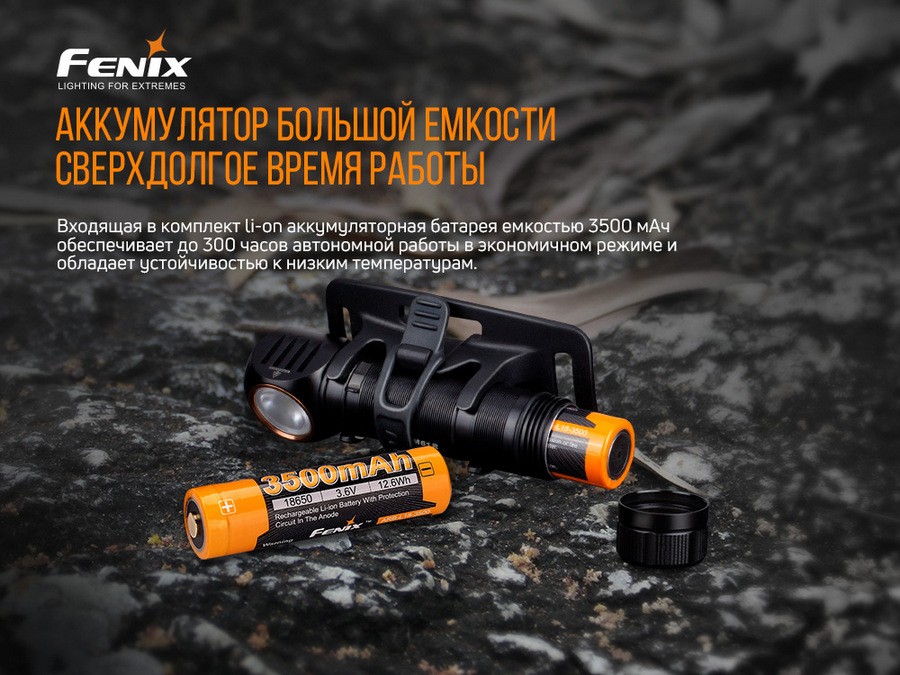 FENIX
LIGHTING FOR EXTREMES
АККУМУЛЯТОР БОЛЬШОЙ ЕМКОСТИ
СВЕРХДОЛГОЕ ВРЕМЯ РАБОТЫ
Входящая в комплект li-on аккумуляторная батарея емкостью 3500 мАч
обеспечивает до 300 часов автономной работы в экономичном режиме и
обладает устойчивостью к низким температурам.
3500mAh
18650 3.6V 12.6Wh
Rechargeable Li-ion Battery With Protection
Circuit In The Anode
FENIX
Warning